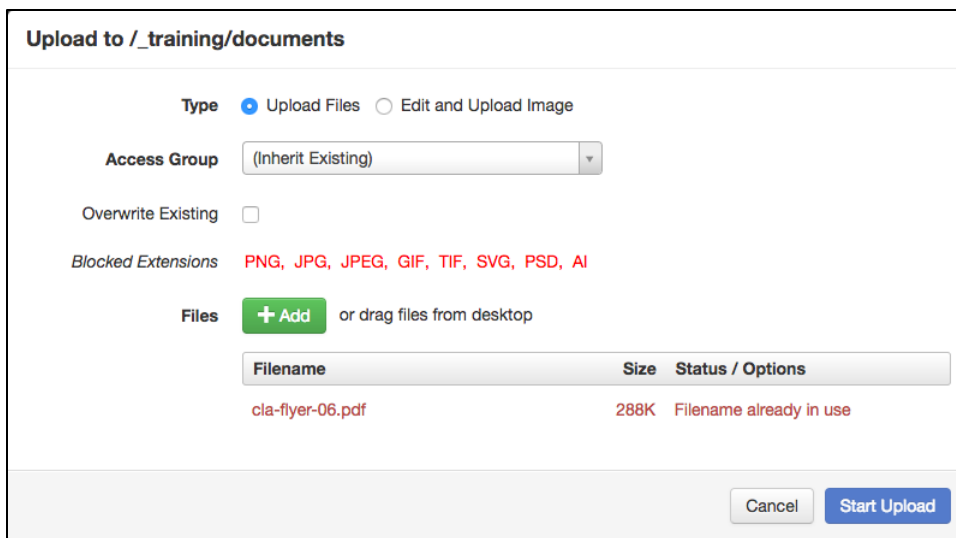 Upload to /_training/documents
Type Upload Files Edit and Upload Image
Access Group (Inherit Existing)
Overwrite Existing
Blocked Extensions PNG, JPG, JPEG, GIF, TIF, SVG, PSD, AI
Files + Add or drag files from desktop
Filename Size Status / Options
cla-flyer-06.pdf 288K Filename already in use
Cancel Start Upload